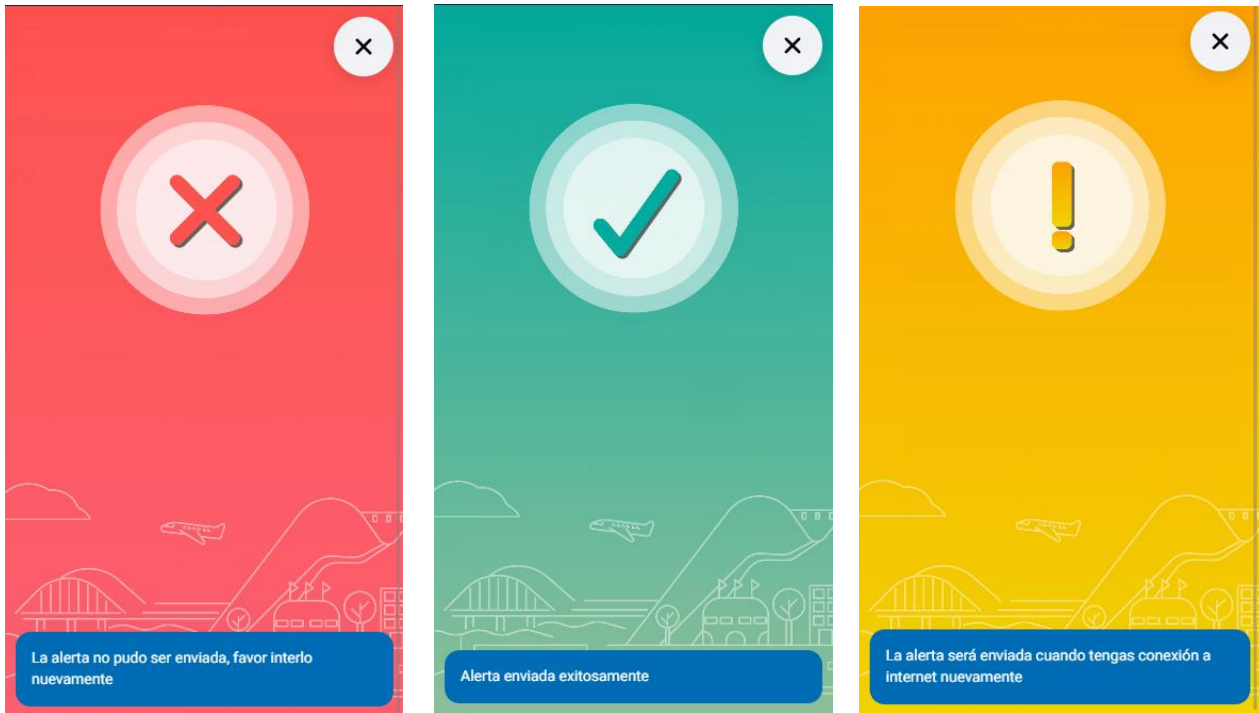 La alerta no pudo ser enviada, favor interlo
nuevamente
Alerta enviada exitosamente
La alerta será enviada cuando tengas conexión a
internet nuevamente